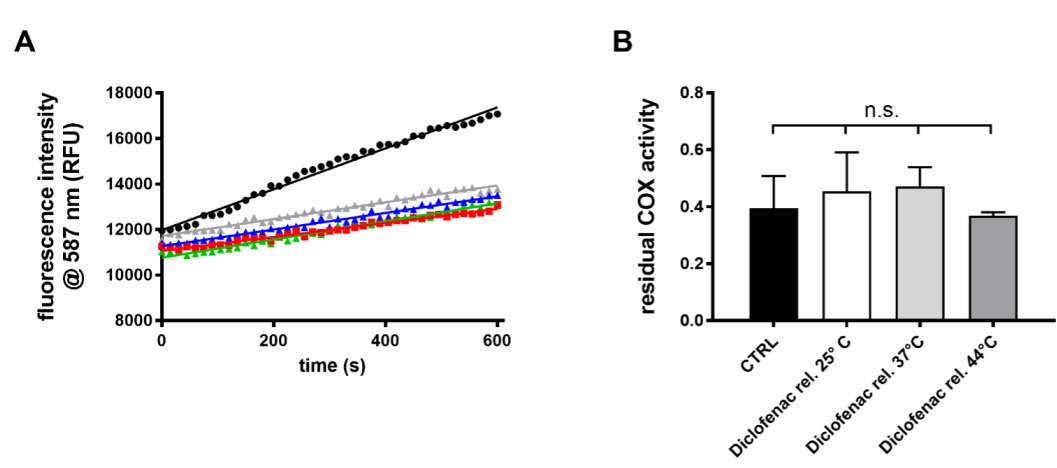 A
fluorescence intensity
@ 587 nm (RFU)
18000
16000
14000
12000
10000
8000
0
200
400
600
time (s)
B
residual COX activity
0.8
0.6
0.4
0.2
0.0
n.s.
CTRL
Diclofenac rel. 25° C
Diclofenac rel. 37°C
Diclofenac rel. 44°C